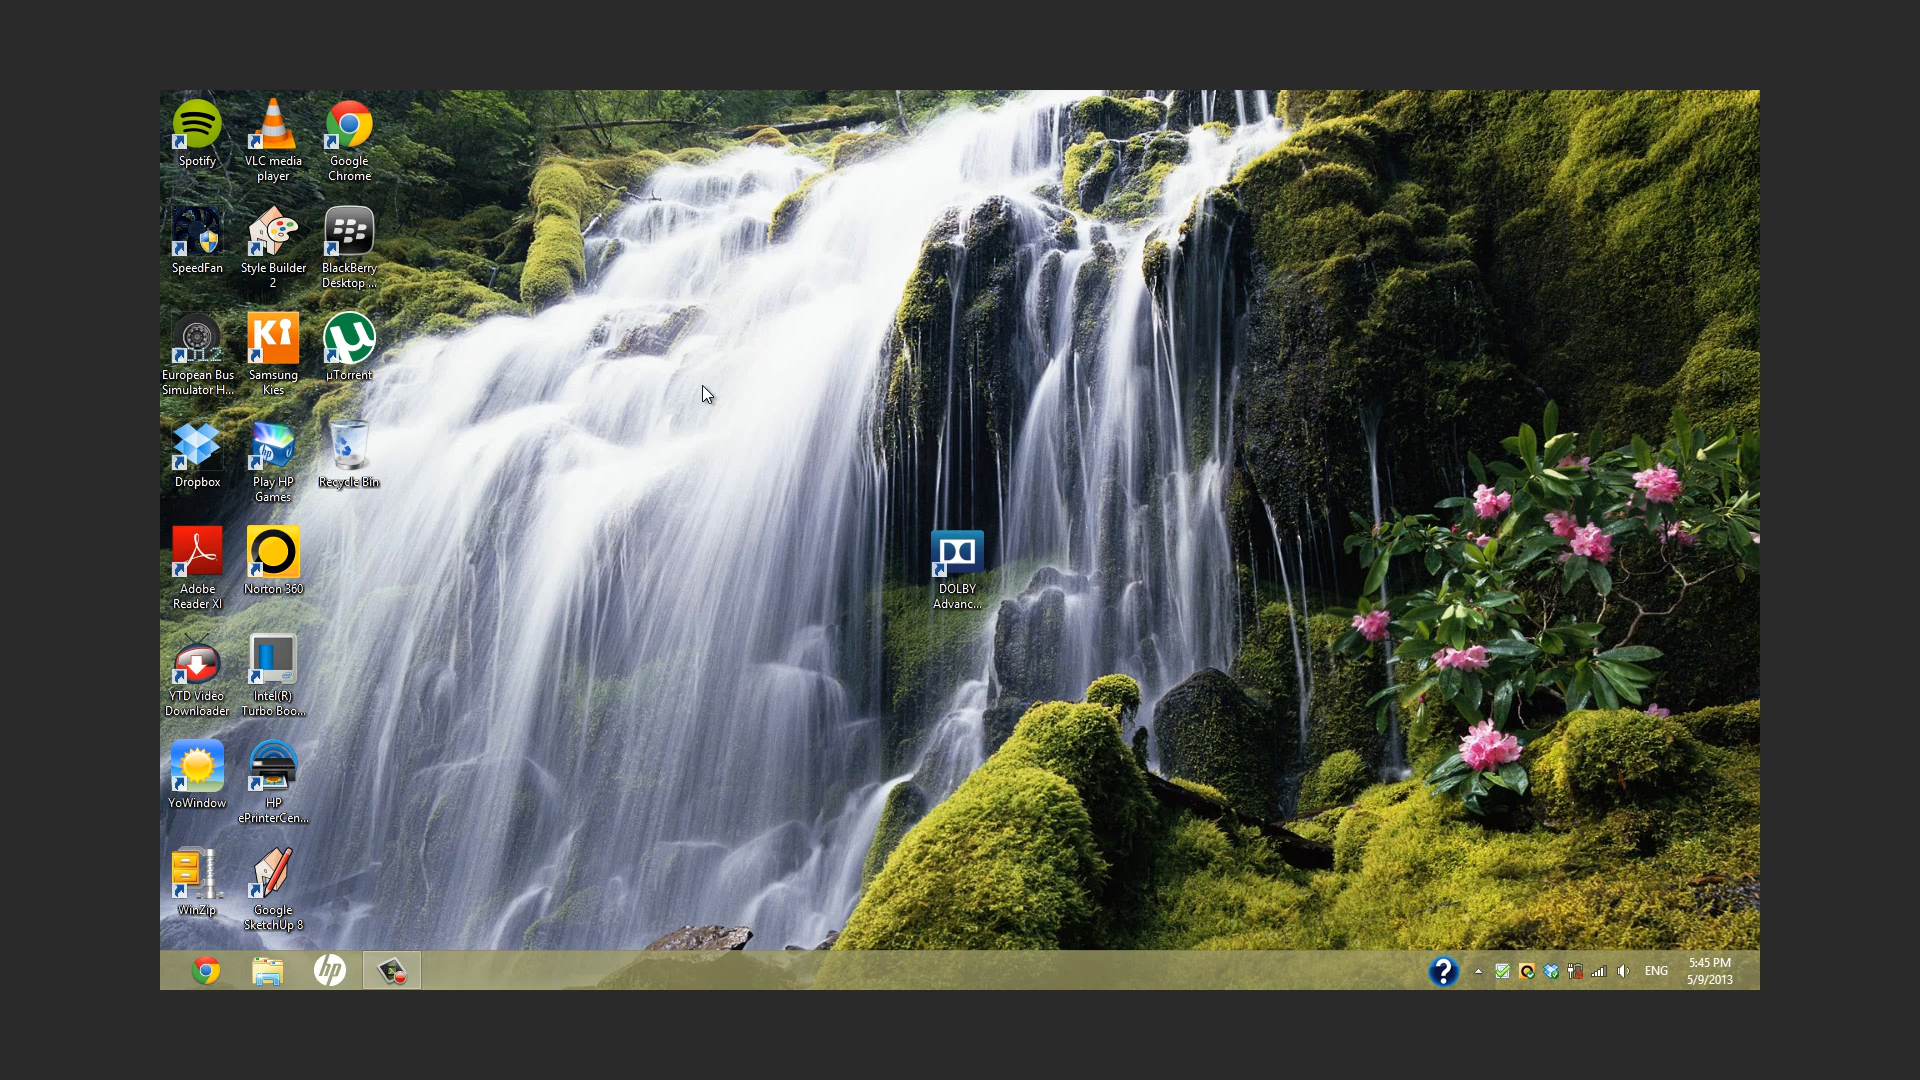 Spotify
VLC media
player
Google
Chrome
SpeedFan
Style Builder
2
BlackBerry
Desktop ...
European Bus
Simulator H...
Samsung
Kies
µTorrent
Dropbox
Play HP
Games
Recycle Bin
Adobe
Reader XI
Norton 360
DOLBY
Advanc...
YTD Video
Downloader
Intel(R)
Turbo Boo...
YoWindow
HP
ePrinterCen...
WinZip
Google
SketchUp 8
hp
ENG
5:45 PM
5/9/2013